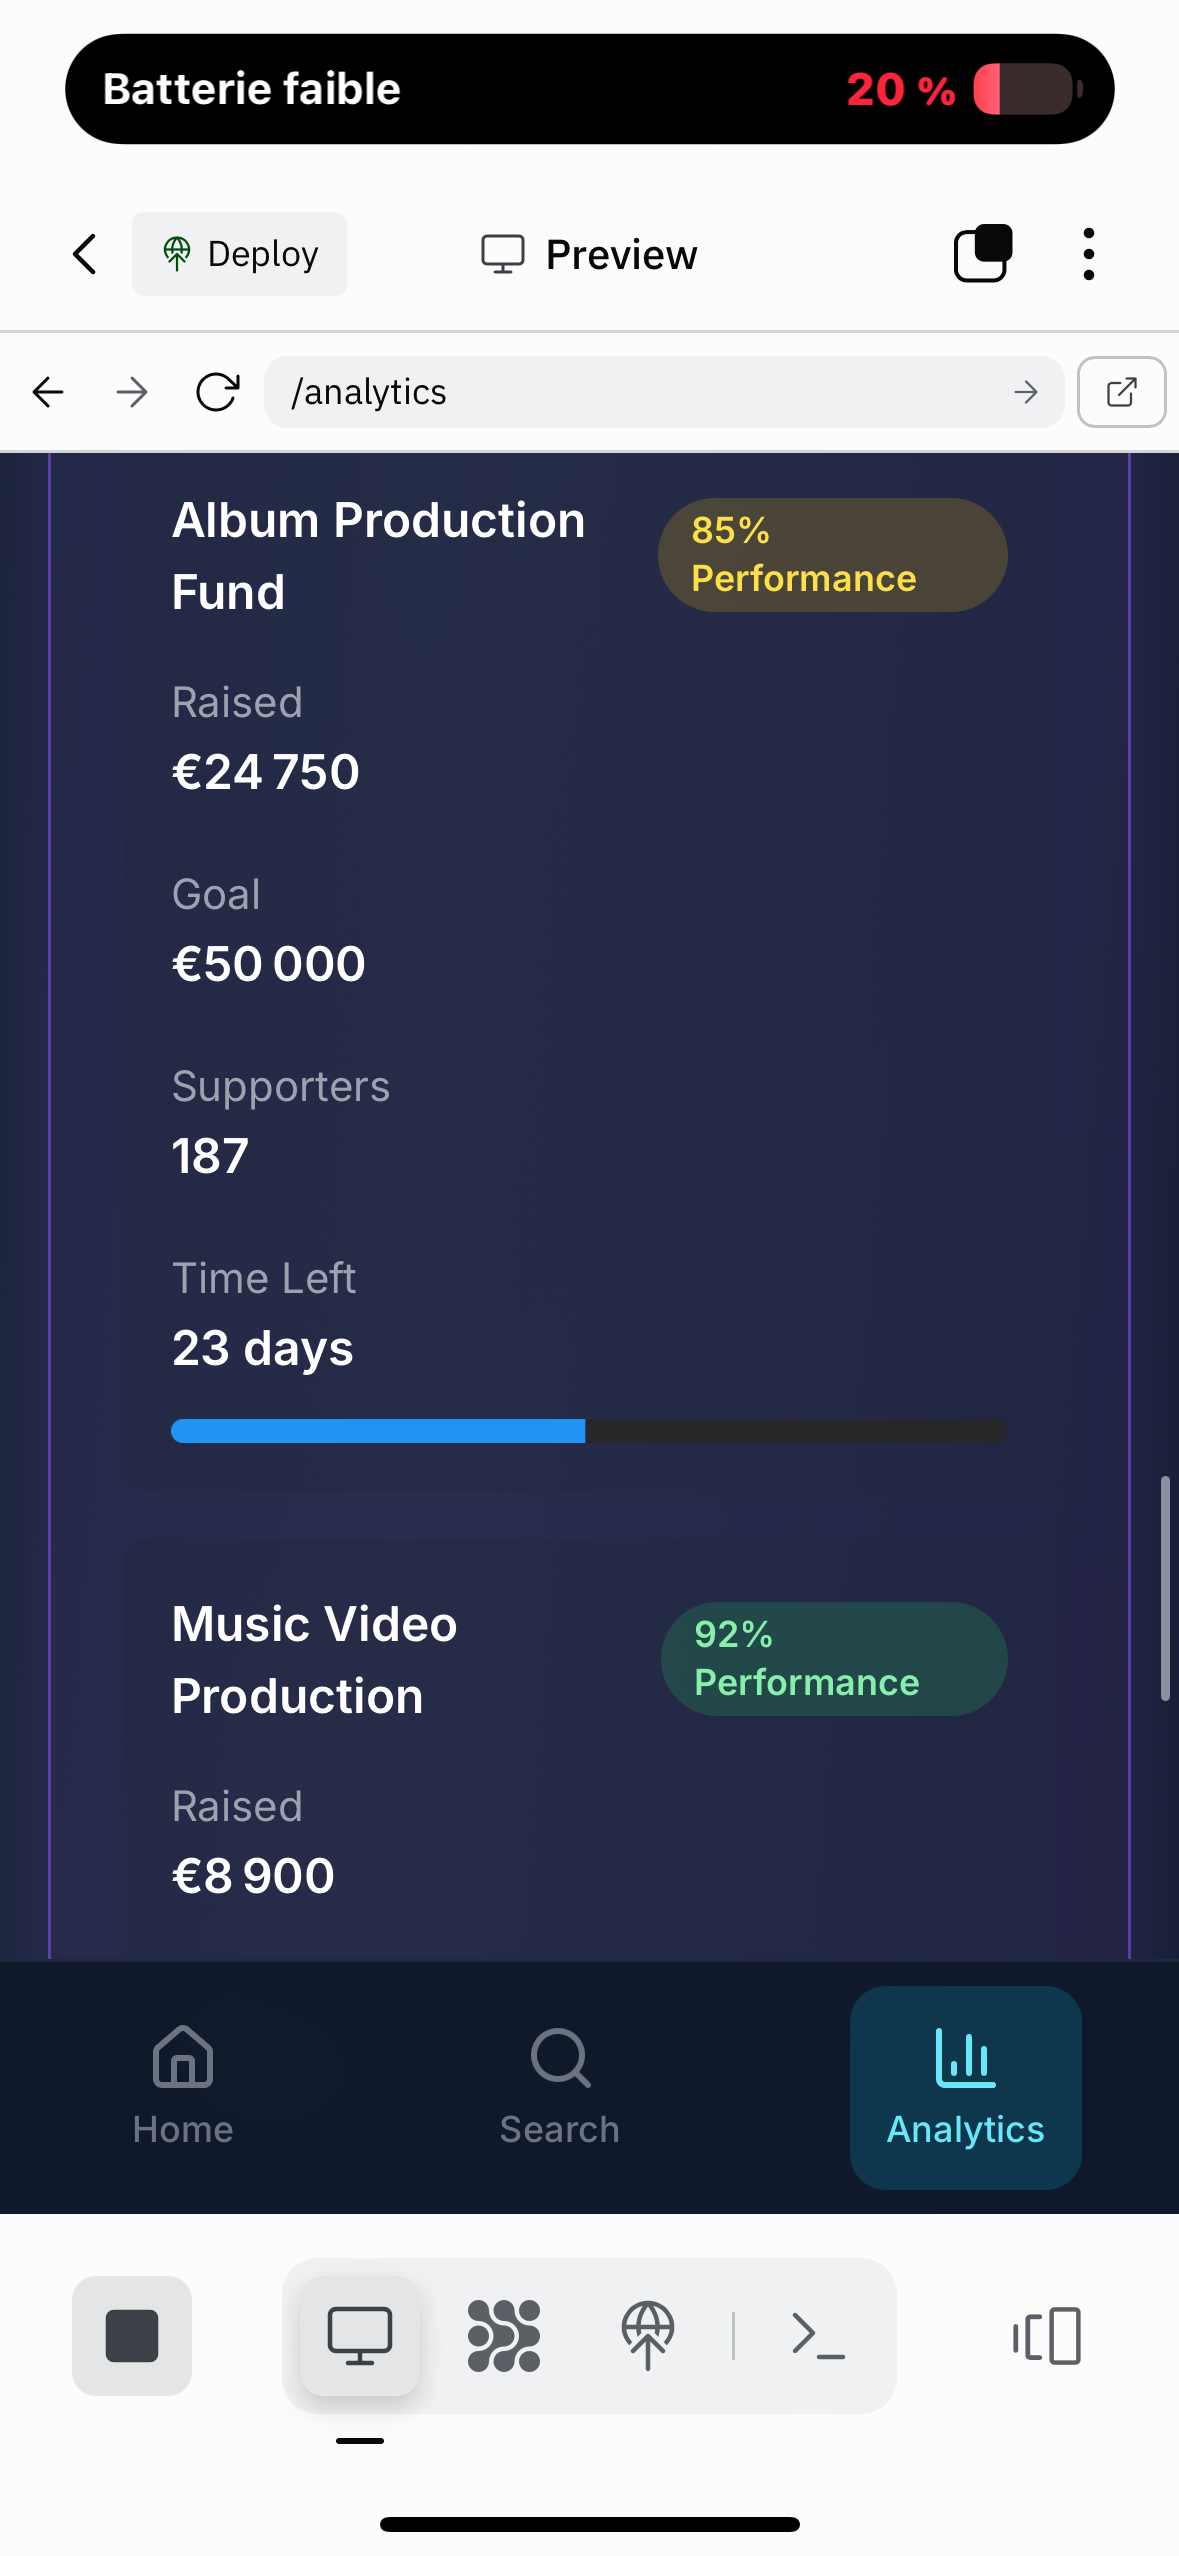 Batterie faible
20 %
Deploy
Preview
/analytics
Album Production
Fund
85%
Performance
Raised
€24 750
Goal
€50 000
Supporters
187
Time Left
23 days
Music Video
Production
92%
Performance
Raised
€8 900
Home
Search
Analytics